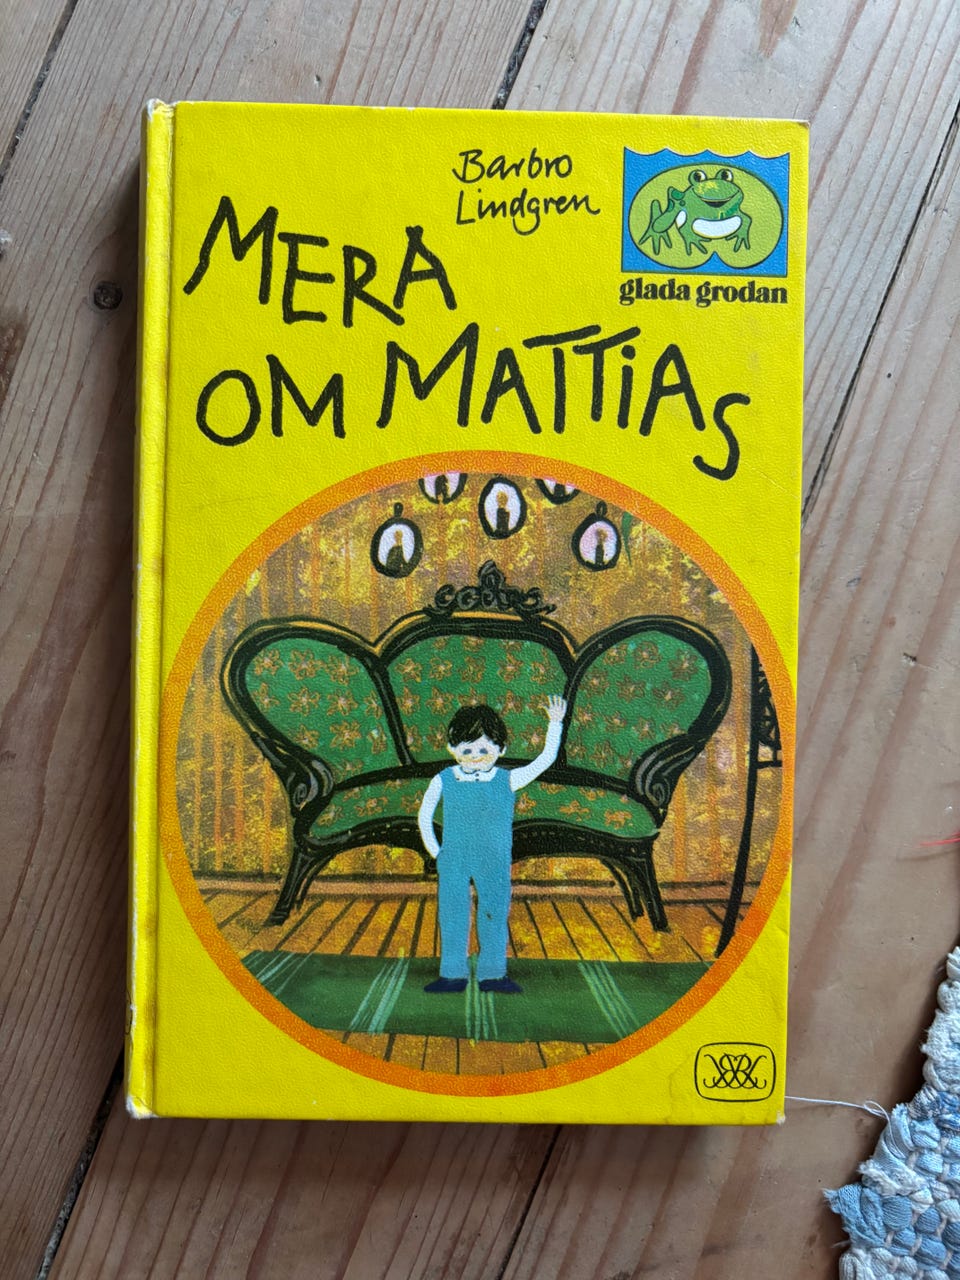 Barbro
Lindgren
MERA
OM MATTiAS
glada grodan